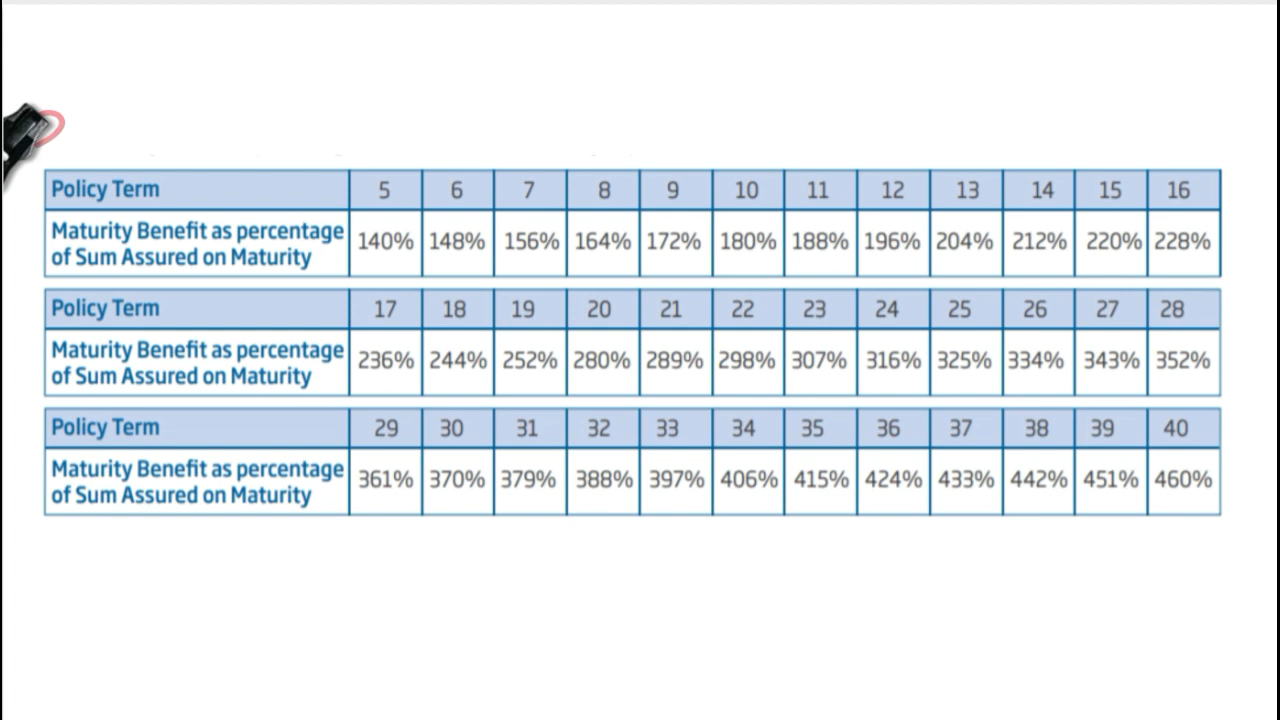 Policy Term 5 6 7 8 9 10 11 12 13 14 15 16
Maturity Benefit as percentage
of Sum Assured on Maturity 140% 148% 156% 164% 172% 180% 188% 196% 204% 212% 220% 228%
Policy Term 17 18 19 20 21 22 23 24 25 26 27 28
Maturity Benefit as percentage
of Sum Assured on Maturity 236% 244% 252% 280% 289% 298% 307% 316% 325% 334% 343% 352%
Policy Term 29 30 31 32 33 34 35 36 37 38 39 40
Maturity Benefit as percentage
of Sum Assured on Maturity 361% 370% 379% 388% 397% 406% 415% 424% 433% 442% 451% 460%